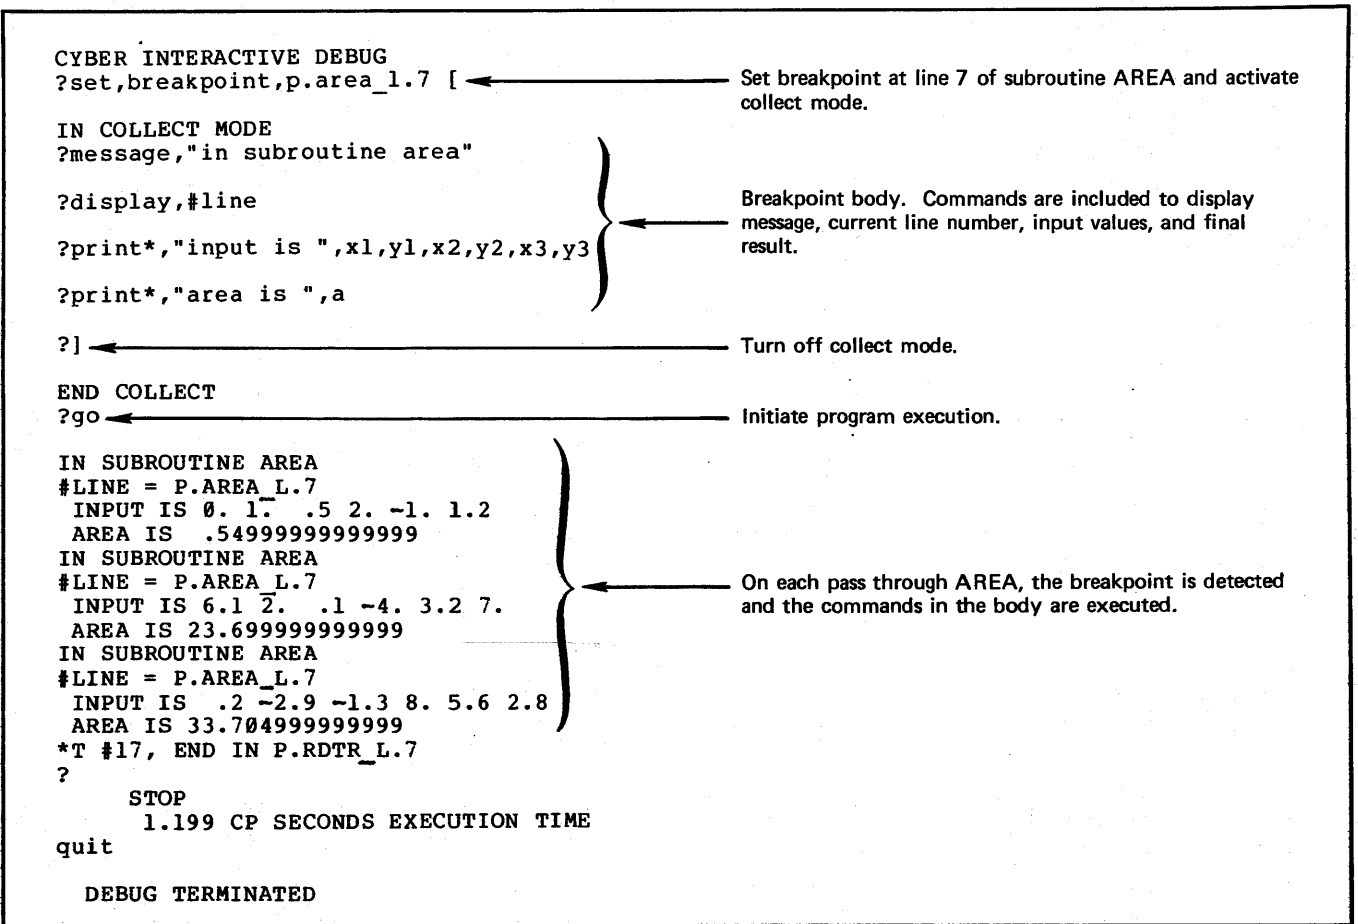 CYBER INTERACTIVE DEBUG
?set,breakpoint,p.area_l.7 [
Set breakpoint at line 7 of subroutine AREA and activate
collect mode.
IN COLLECT MODE
?message,"in subroutine area"
?display,#line
?print*,"input is ",x1,y1,x2,y2,x3,y3
?print*,"area is ",a
Breakpoint body. Commands are included to display
message, current line number, input values, and final
result.
?]
Turn off collect mode.
END COLLECT
?go
Initiate program execution.
IN SUBROUTINE AREA
#LINE = P.AREA_L.7
INPUT IS 0. 1. .5 2. -1. 1.2
AREA IS .54999999999999
IN SUBROUTINE AREA
#LINE = P.AREA_L.7
INPUT IS 6.1 2. .1 -4. 3.2 7.
AREA IS 23.699999999999
IN SUBROUTINE AREA
#LINE = P.AREA_L.7
INPUT IS .2 -2.9 -1.3 8. 5.6 2.8
AREA IS 33.704999999999
On each pass through AREA, the breakpoint is detected
and the commands in the body are executed.
*T #17, END IN P.RDTR_L.7
?
STOP
1.199 CP SECONDS EXECUTION TIME
quit
DEBUG TERMINATED